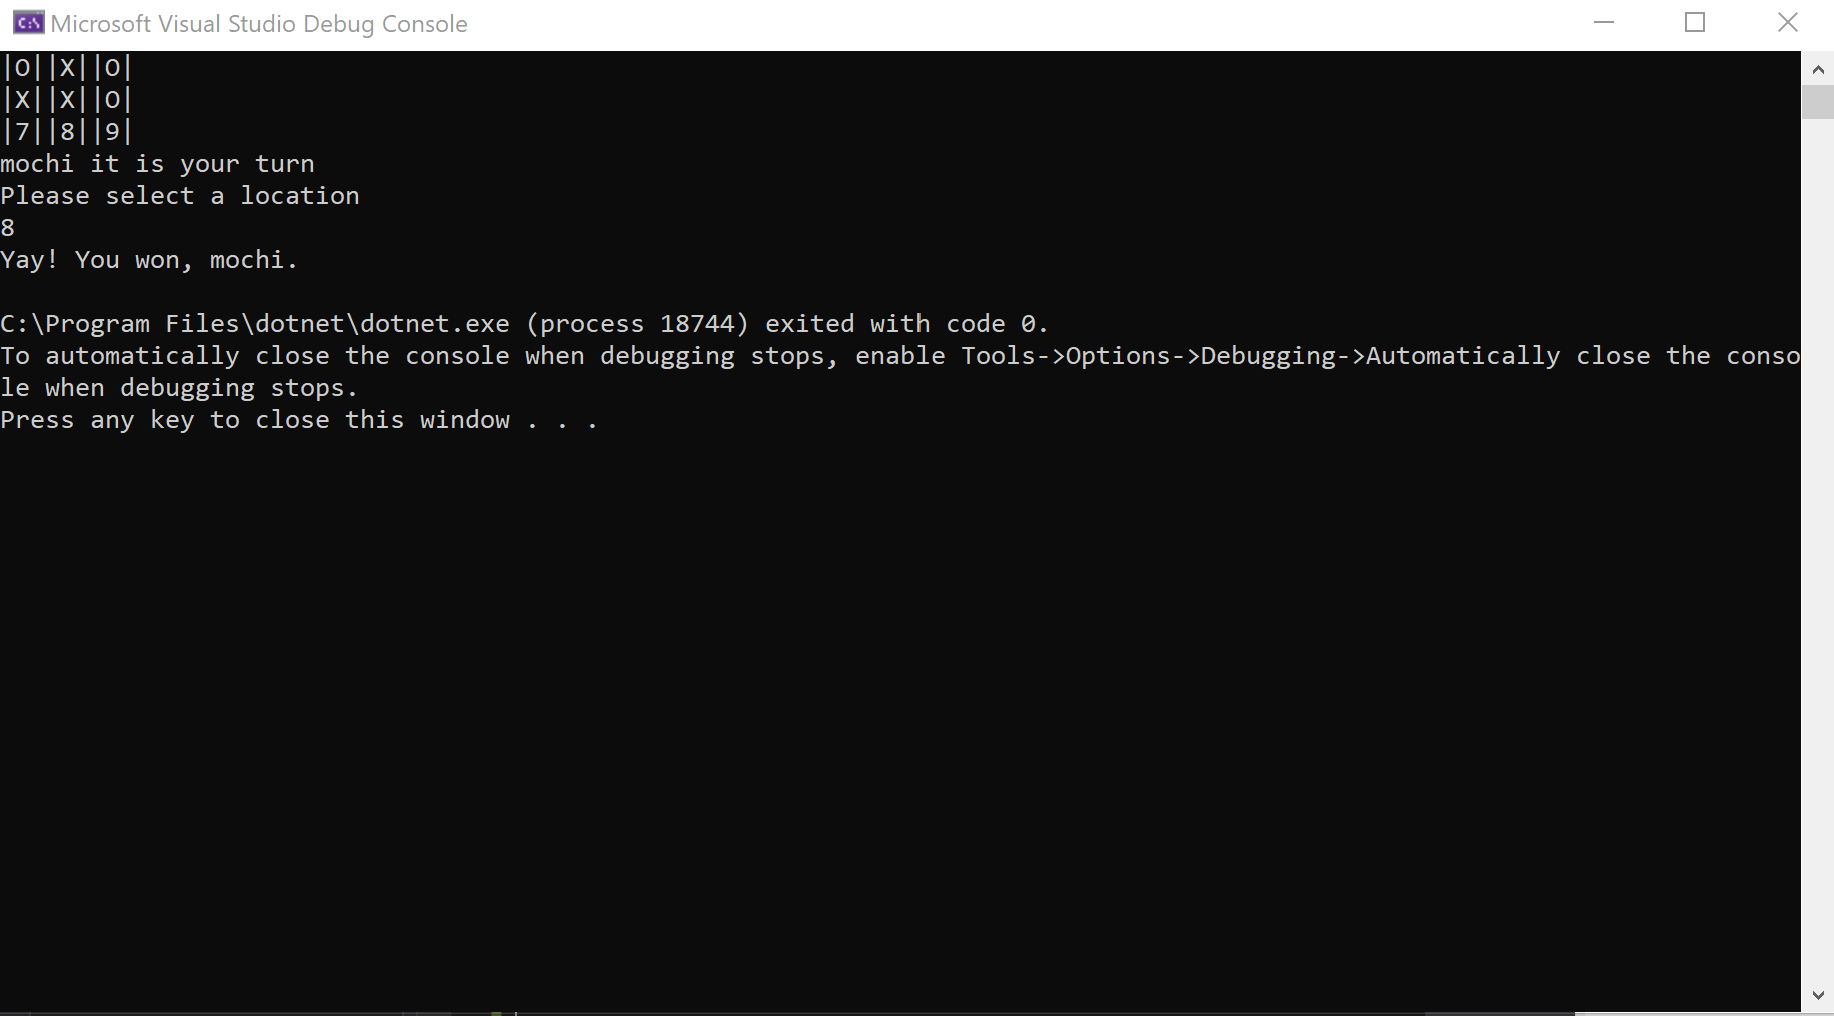 Microsoft Visual Studio Debug Console
|O||X||O|
|X||X||O|
|7||8||9|
mochi it is your turn
Please select a location
8
Yay! You won, mochi.
C:\Program Files\dotnet\dotnet.exe (process 18744) exited with code 0.
To automatically close the console when debugging stops, enable Tools->Options->Debugging->Automatically close the conso
le when debugging stops.
Press any key to close this window . . .